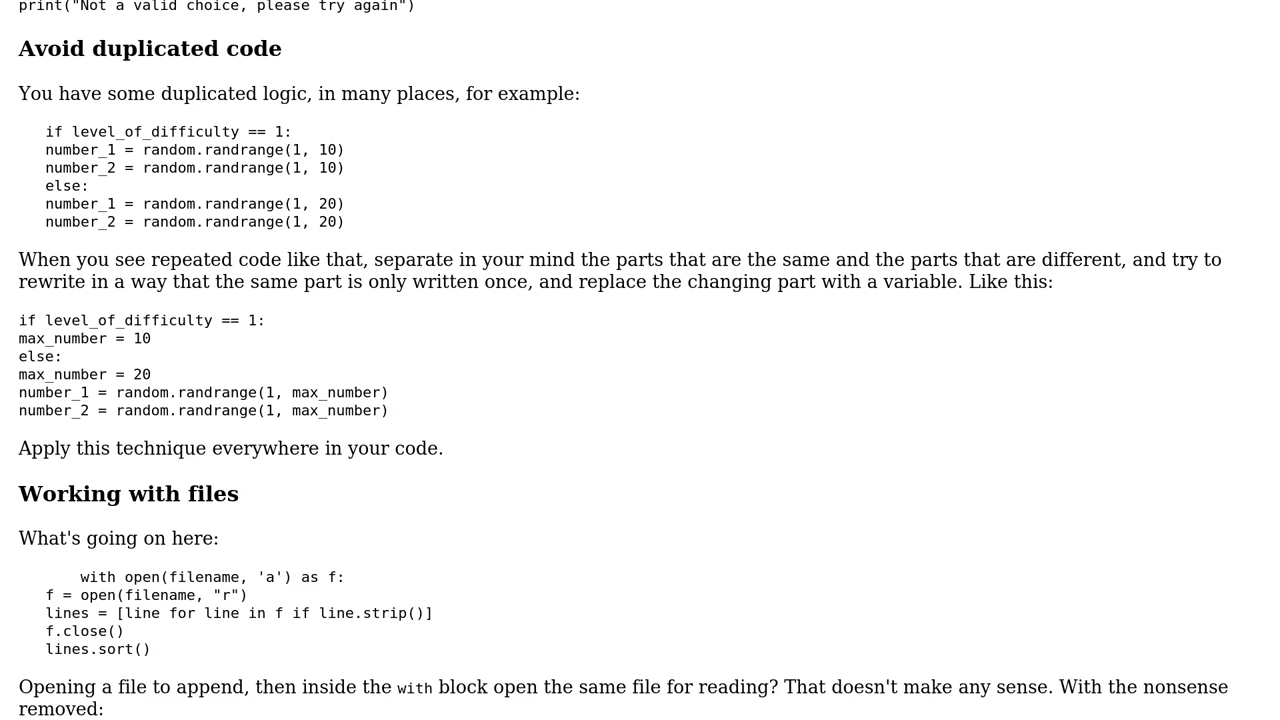 print("Not a valid choice, please try again")
Avoid duplicated code
You have some duplicated logic, in many places, for example:
if level_of_difficulty == 1:
number_1 = random.randrange(1, 10)
number_2 = random.randrange(1, 10)
else:
number_1 = random.randrange(1, 20)
number_2 = random.randrange(1, 20)
When you see repeated code like that, separate in your mind the parts that are the same and the parts that are different, and try to
rewrite in a way that the same part is only written once, and replace the changing part with a variable. Like this:
if level_of_difficulty == 1:
max_number = 10
else:
max_number = 20
number_1 = random.randrange(1, max_number)
number_2 = random.randrange(1, max_number)
Apply this technique everywhere in your code.
Working with files
What's going on here:
with open(filename, 'a') as f:
f = open(filename, "r")
lines = [line for line in f if line.strip()]
f.close()
lines.sort()
Opening a file to append, then inside the with block open the same file for reading? That doesn't make any sense. With the nonsense
removed: